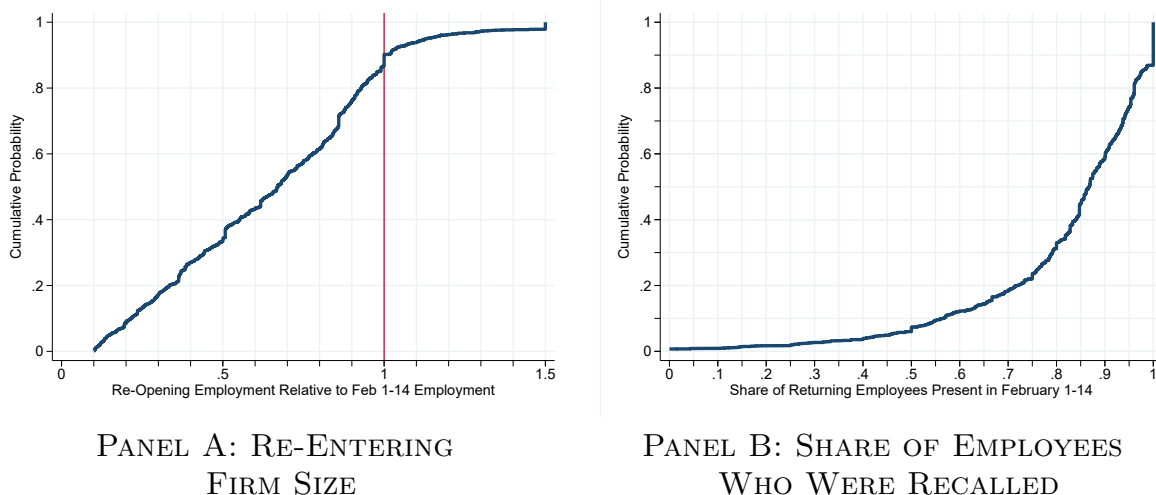 Cumulative Probability
1
.8
.6
.4
.2
0
0 .5 1 1.5
Re-Opening Employment Relative to Feb 1-14 Employment
PANEL A: RE-ENTERING
FIRM SIZE
Cumulative Probability
1
.8
.6
.4
.2
0
0 .1 .2 .3 .4 .5 .6 .7 .8 .9 1
Share of Returning Employees Present in February 1-14
PANEL B: SHARE OF EMPLOYEES
WHO WERE RECALLED